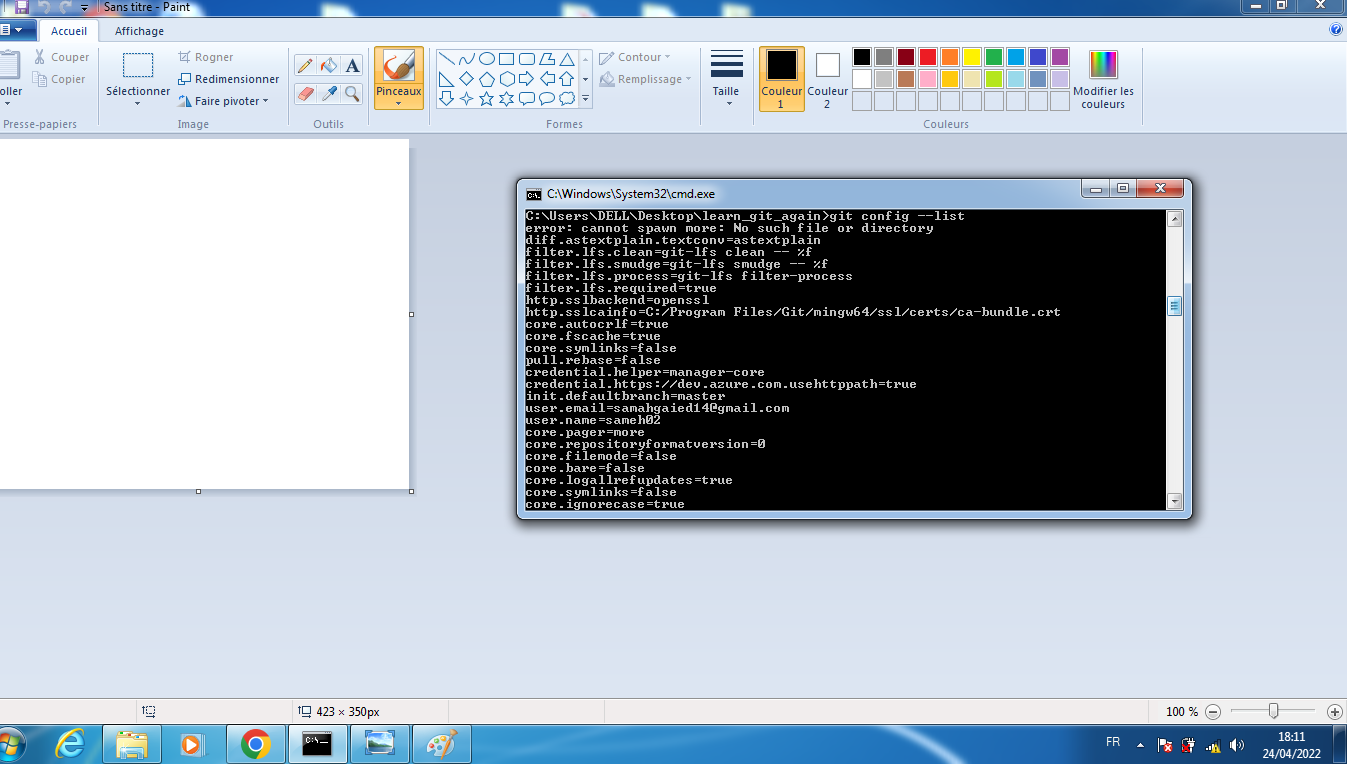 Sans titre - Paint
Accueil
Affichage
Couper
Copier
oller
Presse-papiers
Sélectionner
Rogner
Redimensionner
Faire pivoter
Image
A
Outils
Pinceaux
Contour
Remplissage
Formes
Taille
Couleur
1
Couleur
2
Modifier les
couleurs
Couleurs
C:\Windows\System32\cmd.exe
C:\Users\DELL\Desktop\learn_git_again>git config --list
error: cannot spawn more: No such file or directory
diff.astextplain.textconv=astextplain
filter.lfs.clean=git-lfs clean -- %f
filter.lfs.smudge=git-lfs smudge -- %f
filter.lfs.process=git-lfs filter-process
filter.lfs.required=true
http.sslbackend=openssl
http.sslcainfo=C:/Program Files/Git/mingw64/ssl/certs/ca-bundle.crt
core.autocrlf=true
core.fscache=true
core.symlinks=false
pull.rebase=false
credential.helper=manager-core
credential.https://dev.azure.com.usehttppath=true
init.defaultbranch=master
user.email=samahgaied14@gmail.com
user.name=sameh02
core.pager=more
core.repositoryformatversion=0
core.filemode=false
core.bare=false
core.logallrefupdates=true
core.symlinks=false
core.ignorecase=true
423 × 350px
100 %
FR
18:11
24/04/2022